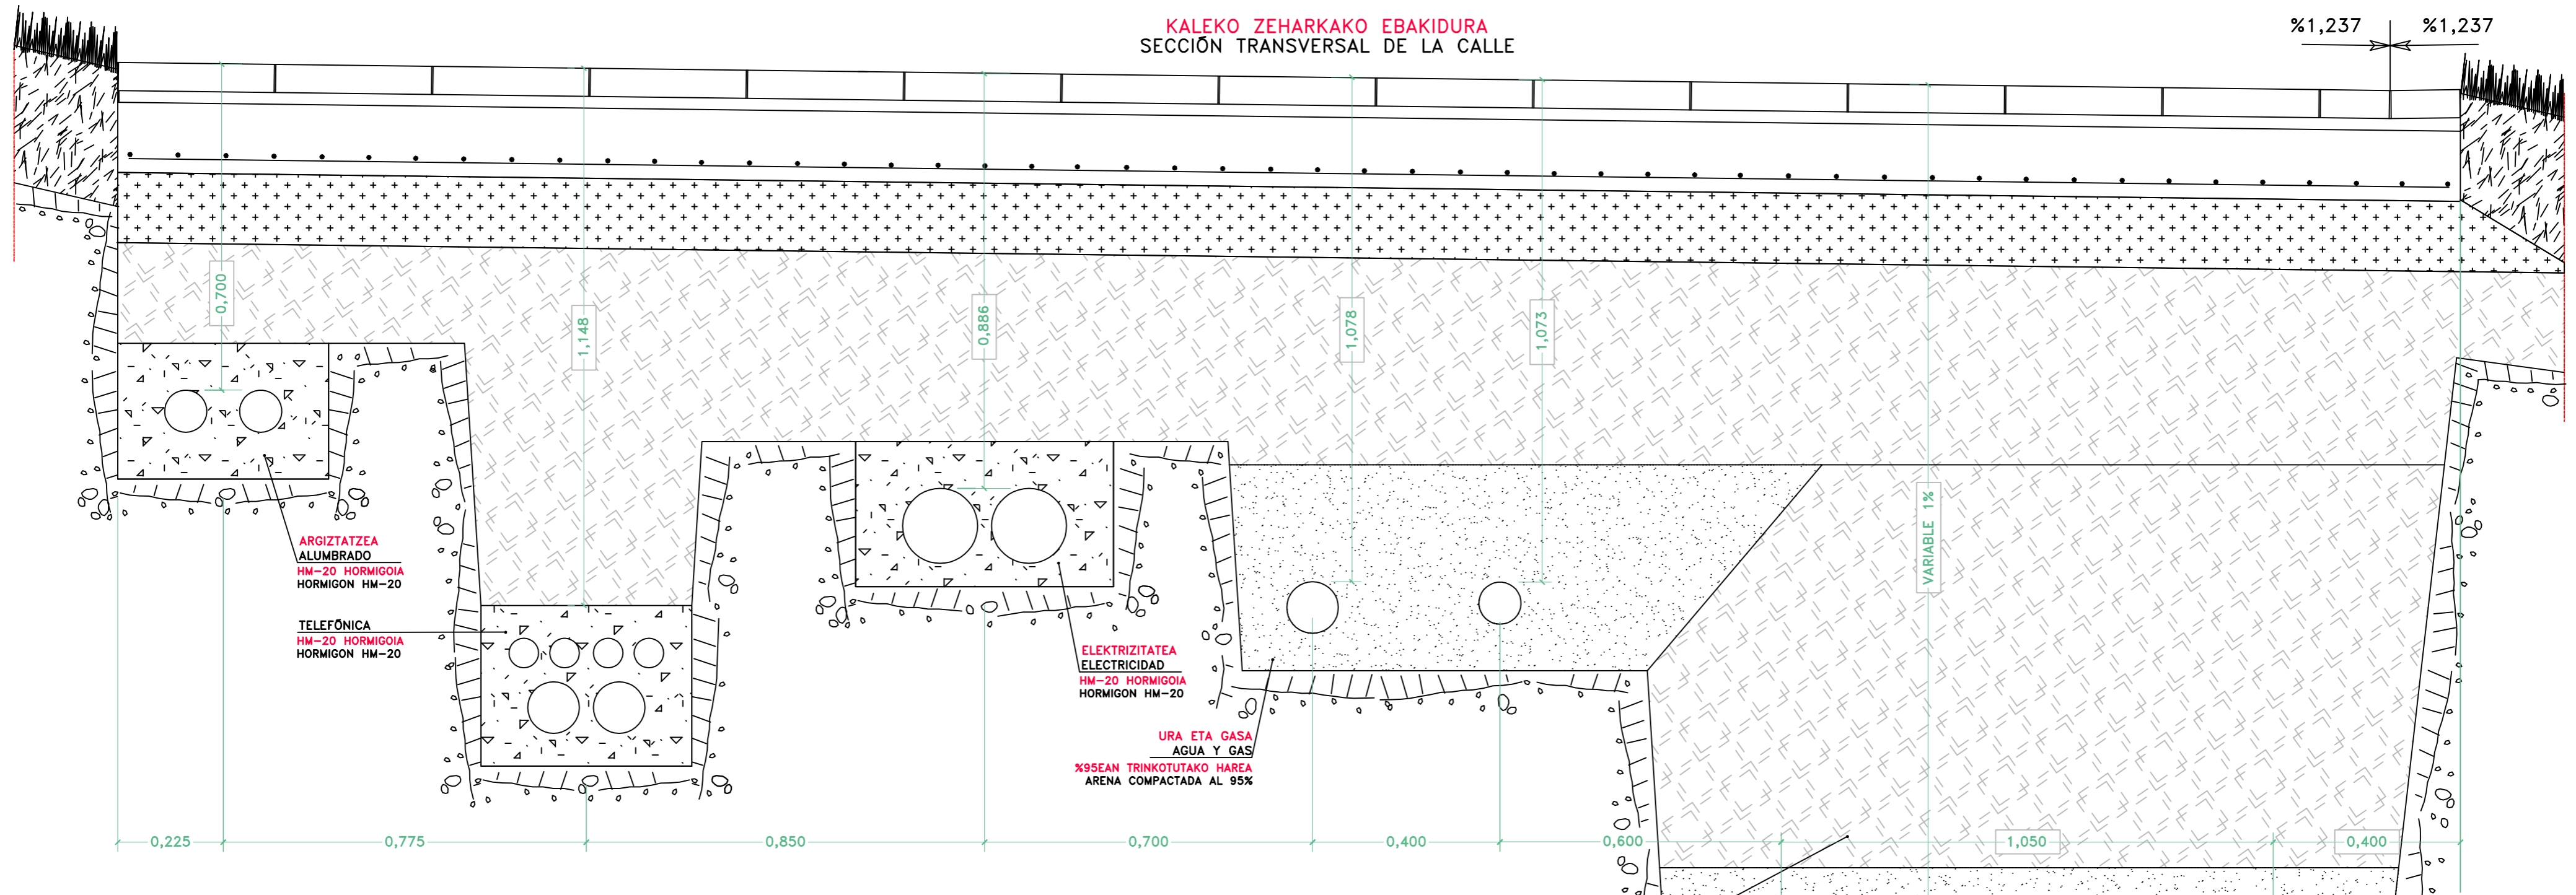 KALEKO ZEHARKAKO EBAKIDURA
SECCIÓN TRANSVERSAL DE LA CALLE
%1,237
%1,237
0,700
1,148
0,886
1,078
1,073
VARIABLE 1%
ARGIZTATZEA
ALUMBRADO
HM-20 HORMIGOIA
HORMIGON HM-20
TELEFÓNICA
HM-20 HORMIGOIA
HORMIGON HM-20
ELEKTRIZITATEA
ELECTRICIDAD
HM-20 HORMIGOIA
HORMIGON HM-20
URA ETA GASA
AGUA Y GAS
%95EAN TRINKOTUTAKO HAREA
ARENA COMPACTADA AL 95%
0,225
0,775
0,850
0,700
0,400
0,600
1,050
0,400